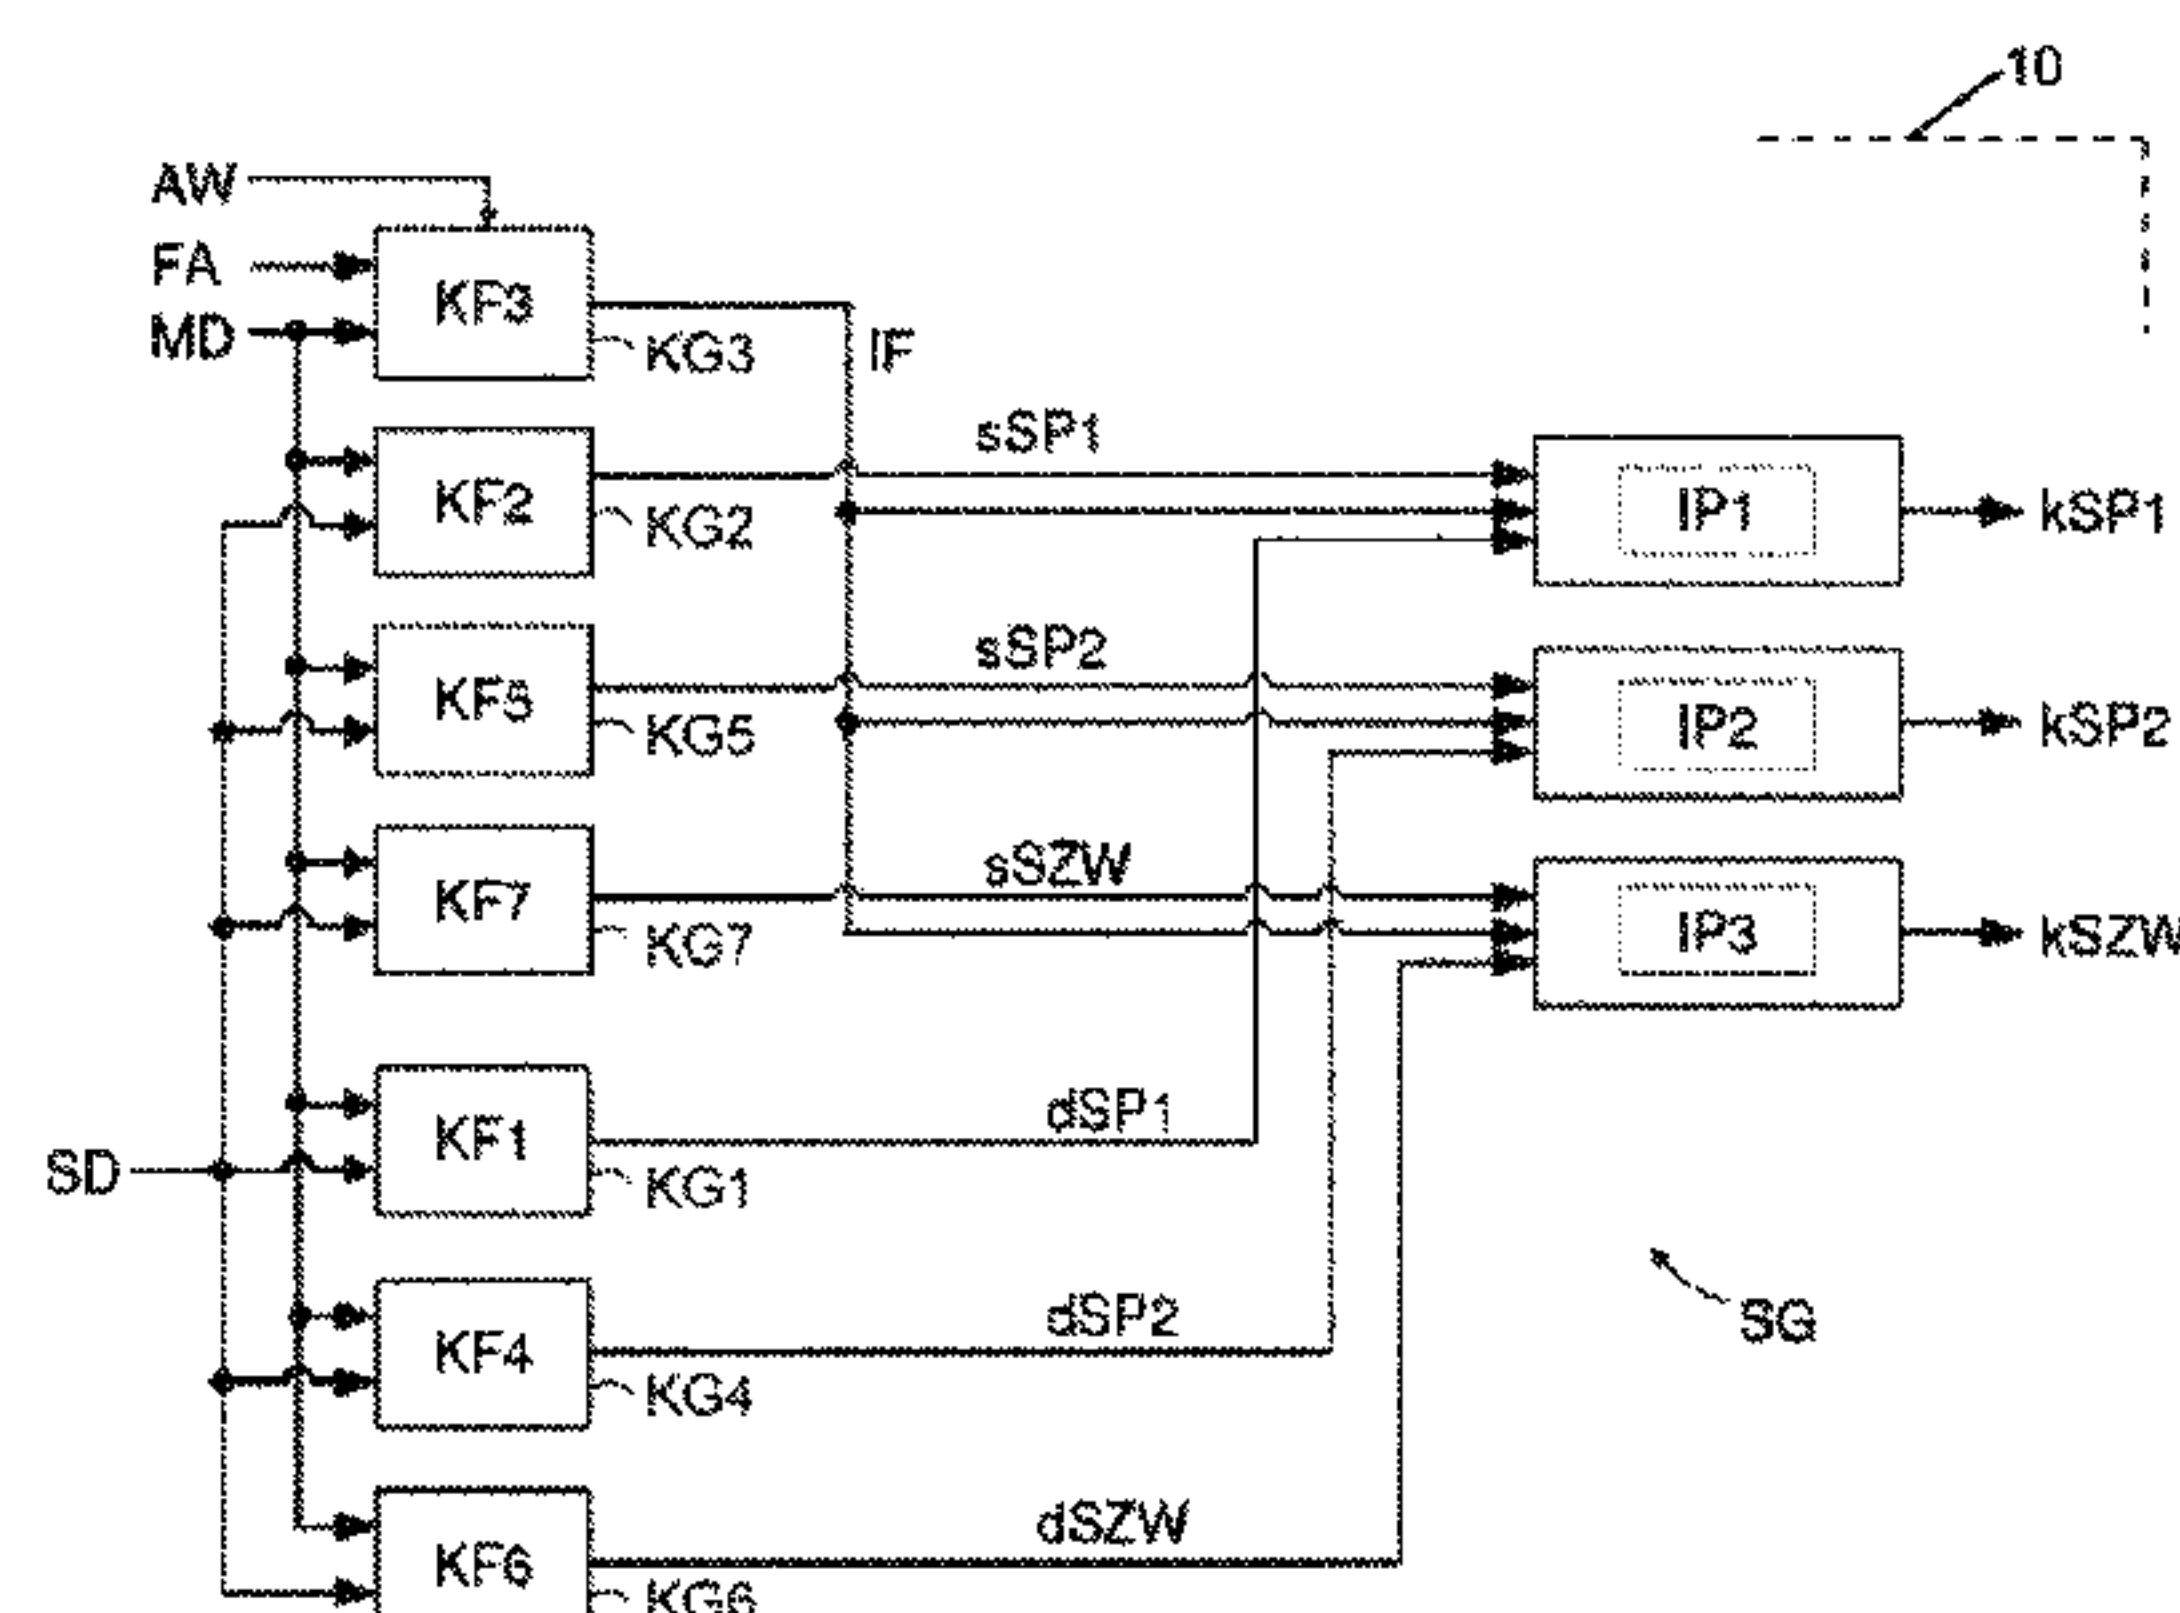 10
AW
FA
MD
KF3
KG3
IF
sSP1
KF2
KG2
IP1
kSP1
sSP2
KF5
KG5
IP2
kSP2
sSZW
KF7
KG7
IP3
kSZW
dSP1
KF1
KG1
SD
dSP2
KF4
KG4
SG
dSZW
KF6
KG6